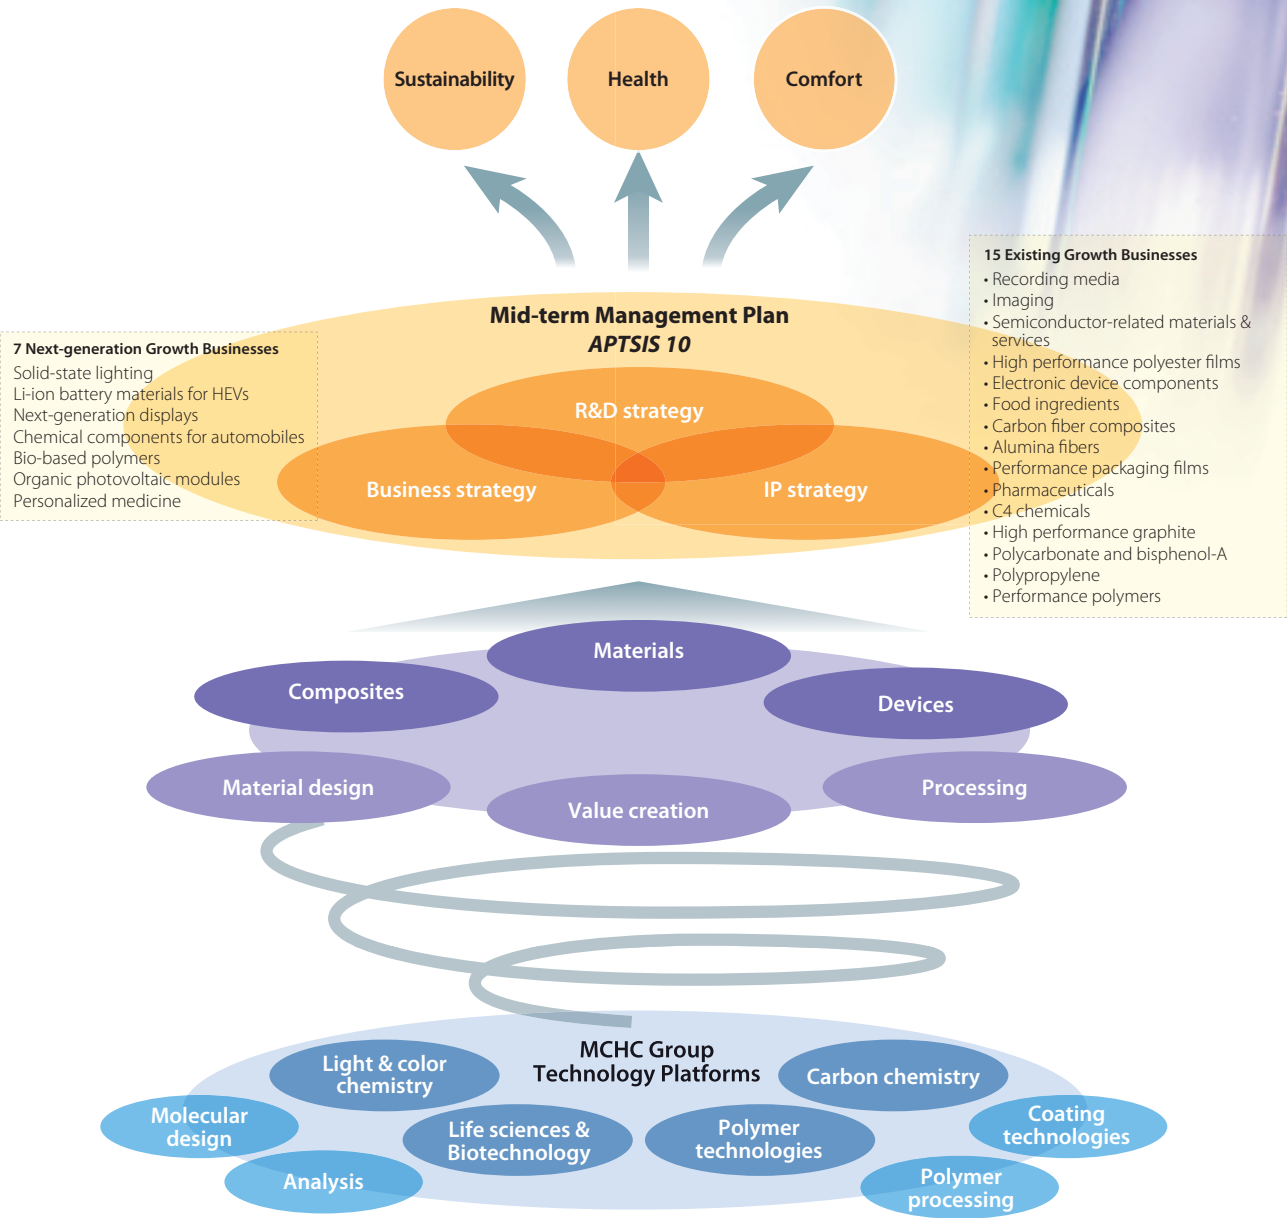 Sustainability
Health
Comfort
15 Existing Growth Businesses
• Recording media
• Imaging
• Semiconductor-related materials &
services
• High performance polyester films
• Electronic device components
• Food ingredients
• Carbon fiber composites
• Alumina fibers
• Performance packaging films
• Pharmaceuticals
• C4 chemicals
• High performance graphite
• Polycarbonate and bisphenol-A
• Polypropylene
• Performance polymers
Mid-term Management Plan
APTSIS 10
7 Next-generation Growth Businesses
Solid-state lighting
Li-ion battery materials for HEVs
Next-generation displays
Chemical components for automobiles
Bio-based polymers
Organic photovoltaic modules
Personalized medicine
R&D strategy
Business strategy
IP strategy
Materials
Composites
Devices
Material design
Value creation
Processing
MCHC Group
Technology Platforms
Light & color
chemistry
Carbon chemistry
Molecular
design
Life sciences &
Biotechnology
Polymer
technologies
Coating
technologies
Analysis
Polymer
processing